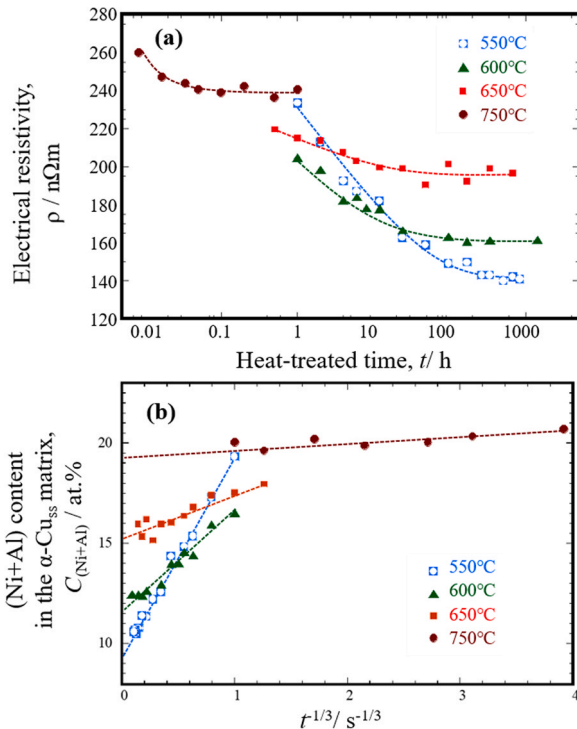 280
260
240
220
200
180
160
140
120
(a)
550°C
600°C
650°C
750°C
Electrical resistivity,
ρ / nΩm
0.01 0.1 1 10 100 1000
Heat-treated time, t/ h
(b)
25
20
15
10
(Ni+Al) content
in the α-Cuss matrix,
C(Ni+Al) / at.%
550°C
600°C
650°C
750°C
0 1 2 3 4
t-1/3/ s-1/3